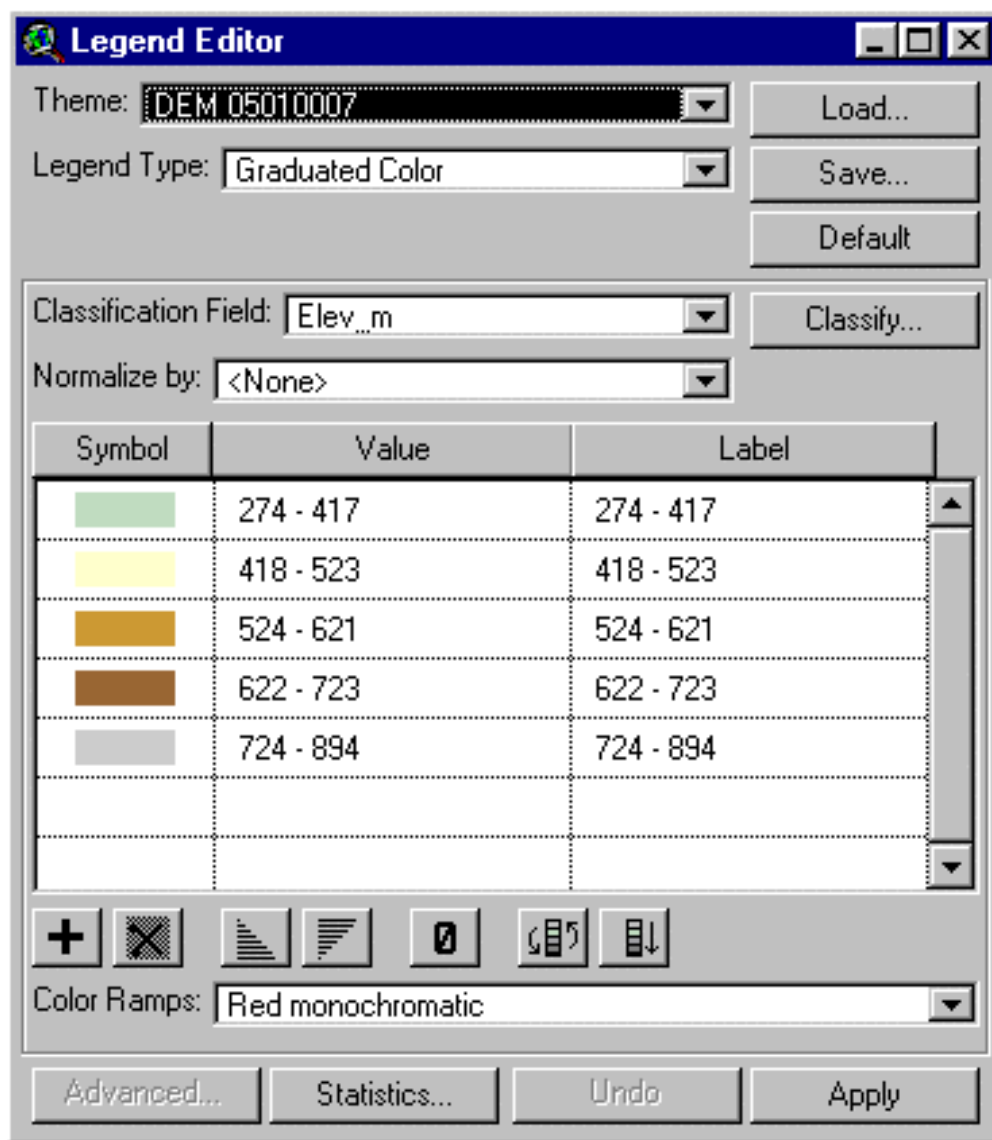 Legend Editor
Theme: DEM 05010007
Load...
Legend Type: Graduated Color
Save...
Default
Classification Field: Elev_m
Classify...
Normalize by: <None>
Symbol Value Label
274 - 417 274 - 417
418 - 523 418 - 523
524 - 621 524 - 621
622 - 723 622 - 723
724 - 894 724 - 894
0
Color Ramps: Red monochromatic
Advanced... Statistics... Undo Apply